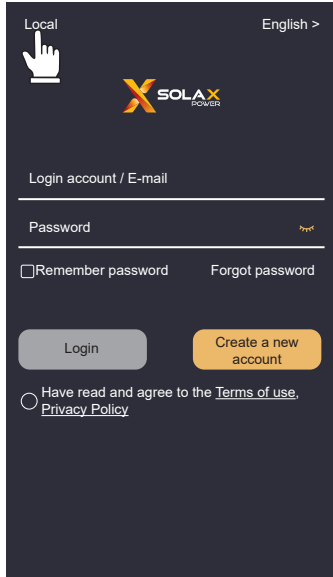 Local English >
SOLAX
POWER
Login account / E-mail
Password
Remember password Forgot password
Login Create a new
account
Have read and agree to the Terms of use,
Privacy Policy